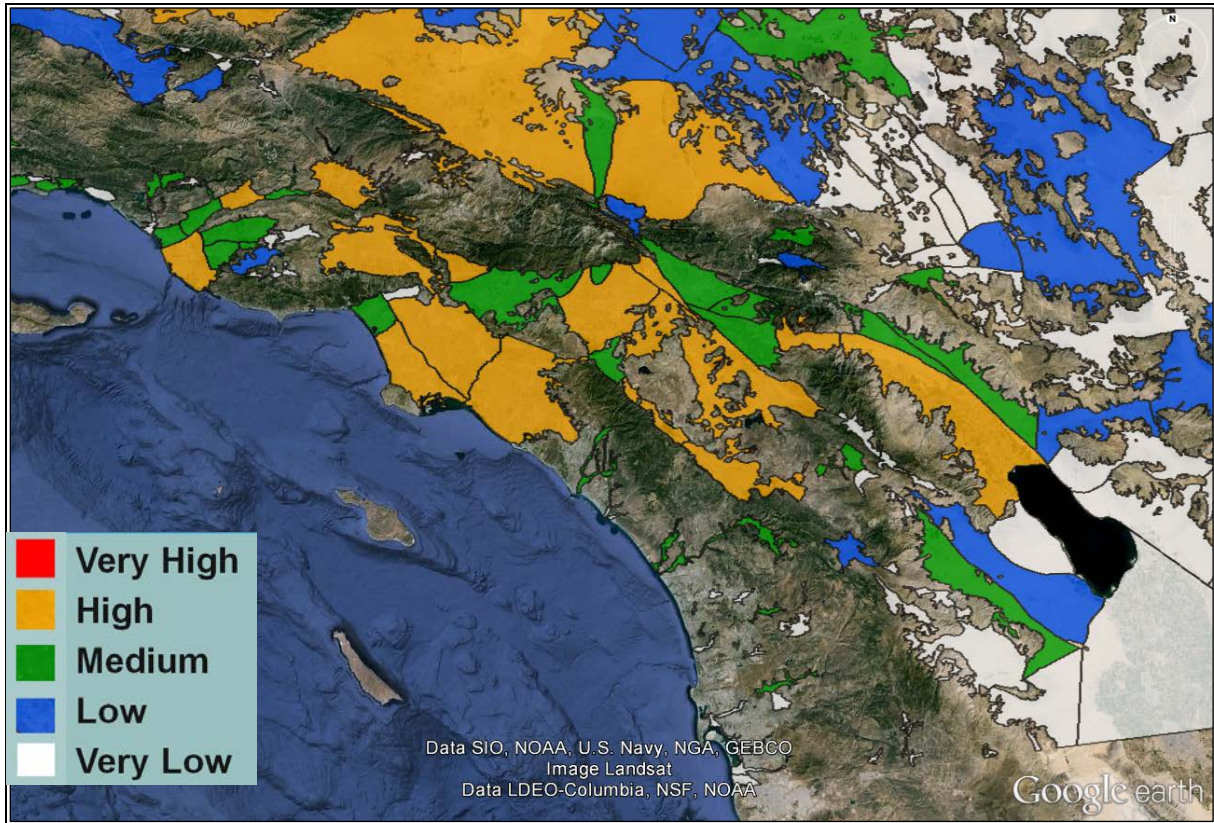 N
Very High
High
Medium
Low
Very Low
Data SIO, NOAA, U.S. Navy, NGA, GEBCO
Image Landsat
Data LDEO-Columbia, NSF, NOAA
Google earth